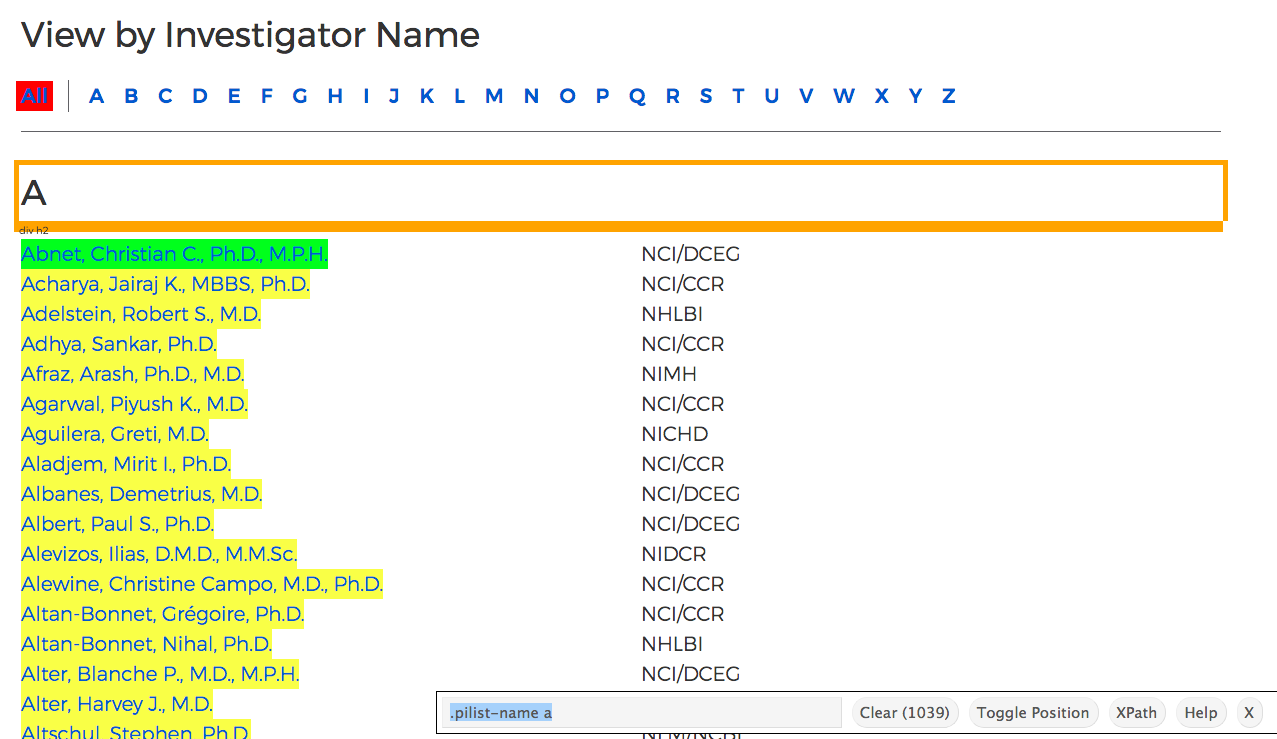 View by Investigator Name
All A B C D E F G H I J K L M N O P Q R S T U V W X Y Z
A
div h2
Abnet, Christian C., Ph.D., M.P.H. NCI/DCEG
Acharya, Jairaj K., MBBS, Ph.D. NCI/CCR
Adelstein, Robert S., M.D. NHLBI
Adhya, Sankar, Ph.D. NCI/CCR
Afraz, Arash, Ph.D., M.D. NIMH
Agarwal, Piyush K., M.D. NCI/CCR
Aguilera, Greti, M.D. NICHD
Aladjem, Mirit I., Ph.D. NCI/CCR
Albanes, Demetrius, M.D. NCI/DCEG
Albert, Paul S., Ph.D. NCI/DCEG
Alevizos, Ilias, D.M.D., M.M.Sc. NIDCR
Alewine, Christine Campo, M.D., Ph.D. NCI/CCR
Altan-Bonnet, Grégoire, Ph.D. NCI/CCR
Altan-Bonnet, Nihal, Ph.D. NHLBI
Alter, Blanche P., M.D., M.P.H. NCI/DCEG
Alter, Harvey J., M.D.
.pilist-name a Clear (1039) Toggle Position XPath Help X
Altschul, Stephen, Ph.D. NLM/NCBI